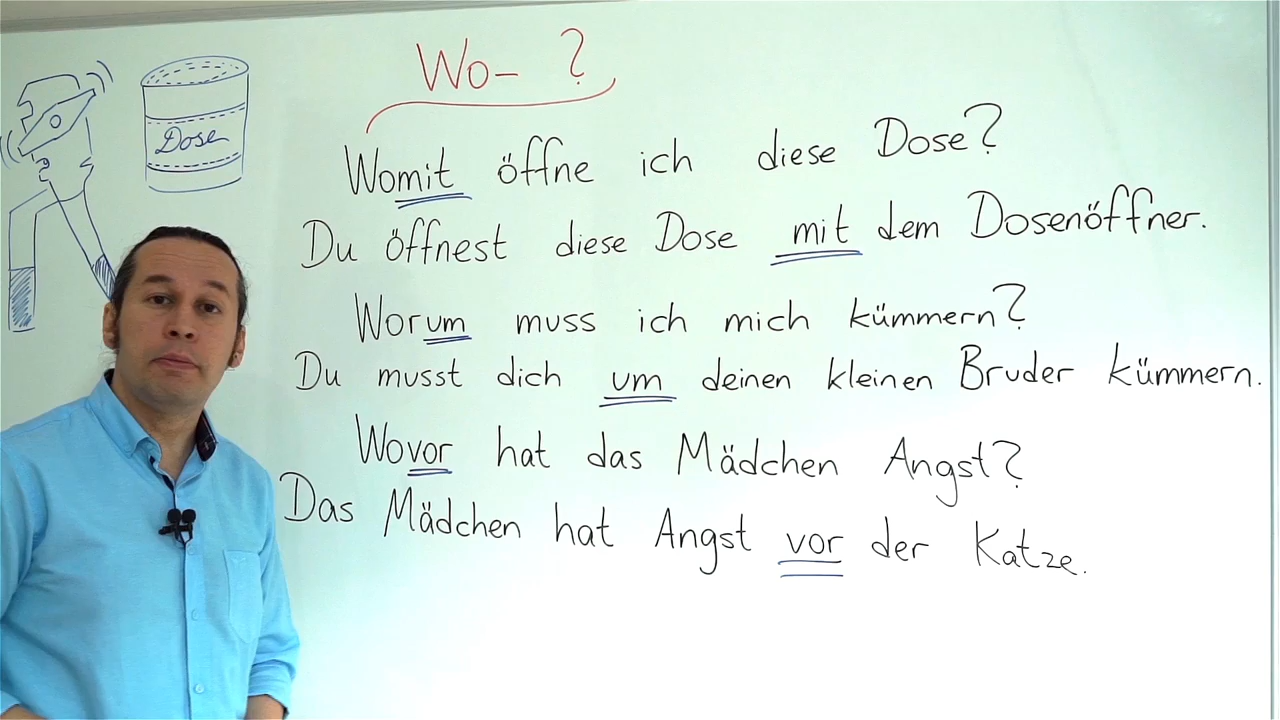 Wo- ?
Dose
Womit öffne ich diese Dose?
Du öffnest diese Dose mit dem Dosenöffner.
Worum muss ich mich kümmern?
Du musst dich um deinen kleinen Bruder kümmern.
Wovor hat das Mädchen Angst?
Das Mädchen hat Angst vor der Katze.